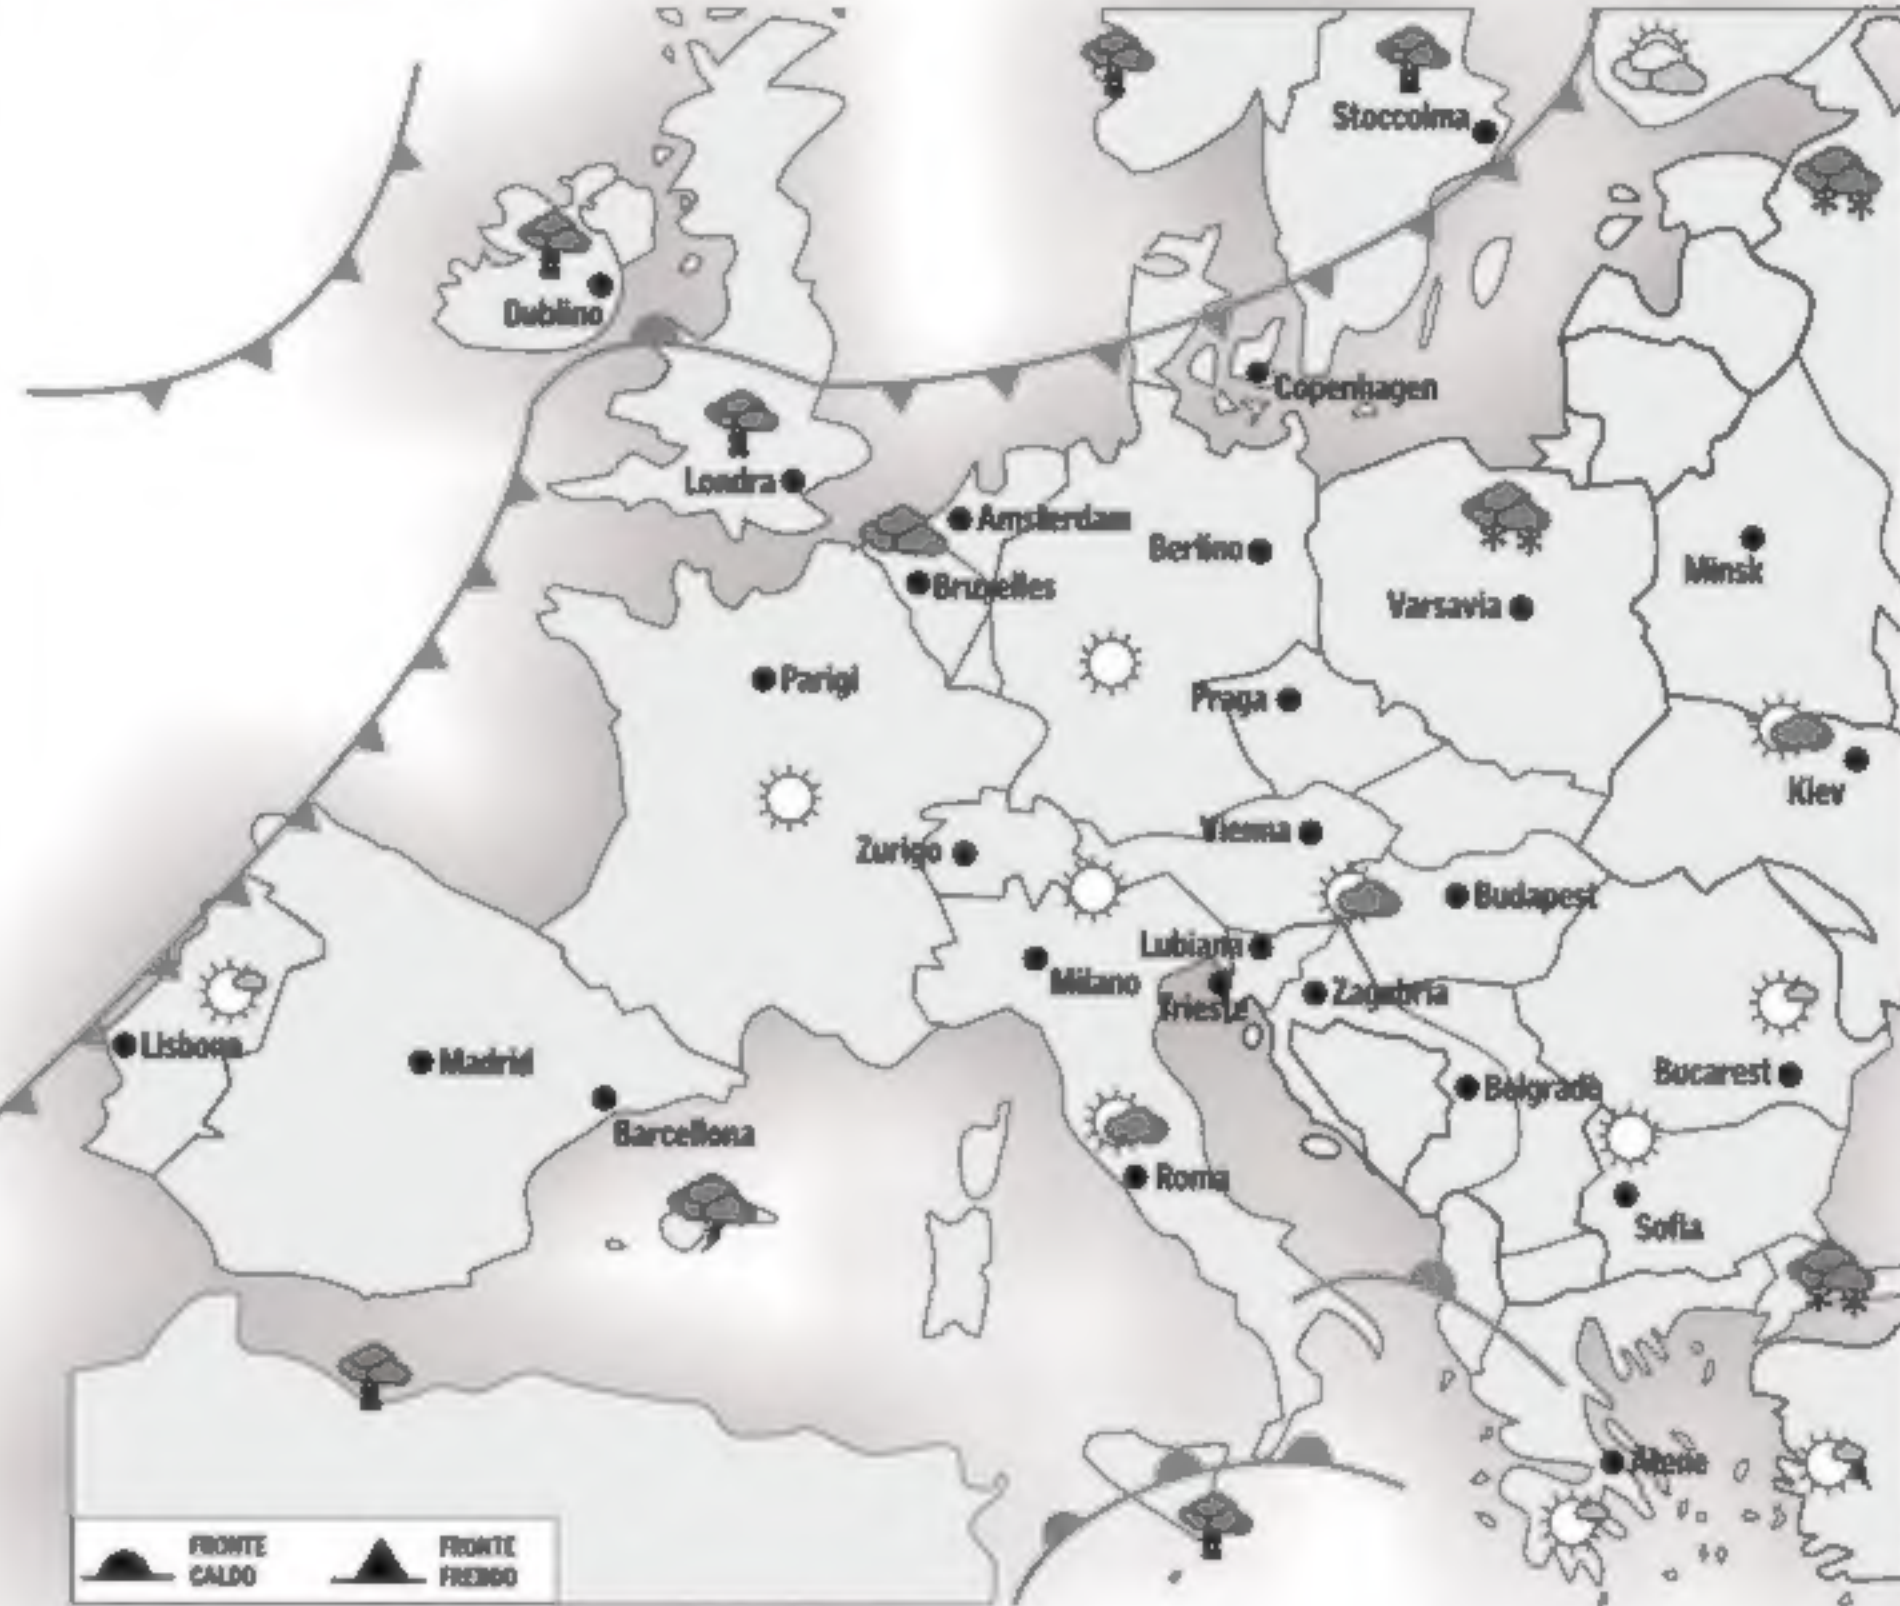 Stoccolma
Dublino
Copenhagen
Londra
Amsterdam
Berlino
Bruxelles
Minsk
Varsavia
Parigi
Praga
Kiev
Vienna
Zurigo
Budapest
Lubiana
Milano
Zagabria
Trieste
Lisbona
Madrid
Bucarest
Belgrado
Barcellona
Roma
Sofia
Atene
FRONTE
CALDO
FRONTE
FREDDO